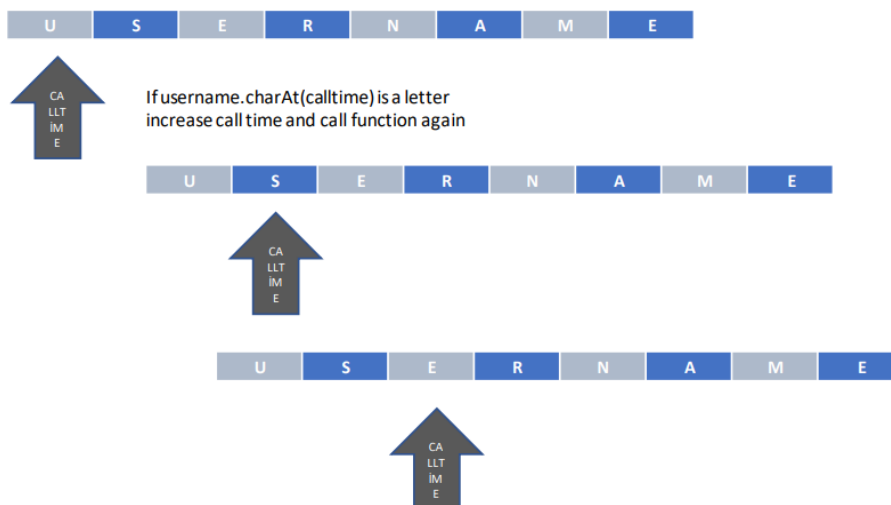 U S E R N A M E
CA
LLT
İM
E
If username.charAt(calltime) is a letter
increase call time and call function again
U S E R N A M E
CA
LLT
İM
E
U S E R N A M E
CA
LLT
İM
E